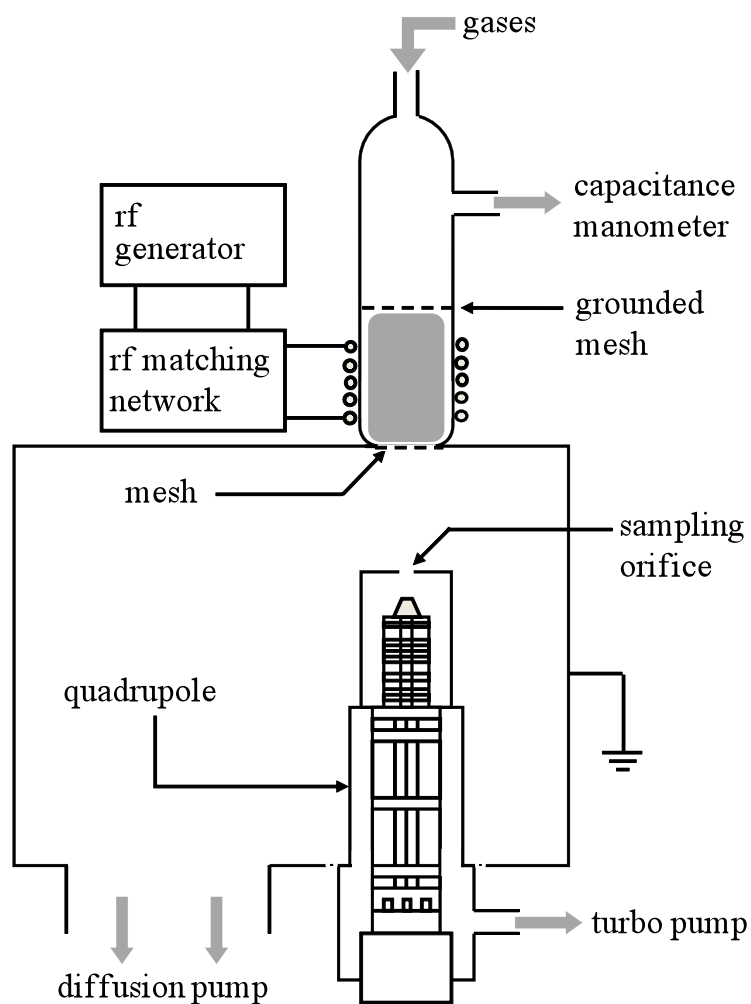 gases
capacitance
manometer
rf
generator
grounded
mesh
rf matching
network
mesh
sampling
orifice
quadrupole
turbo pump
diffusion pump